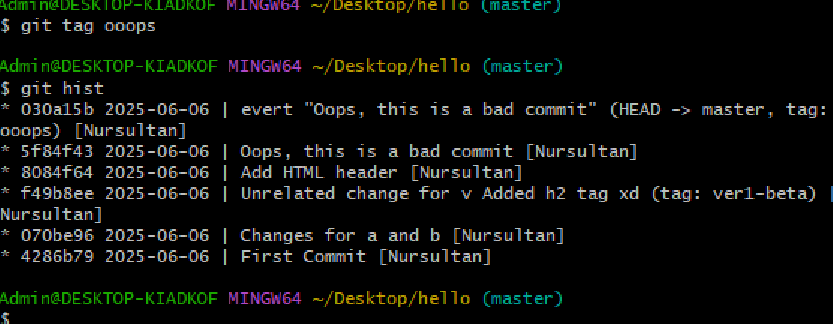 Admin@DESKTOP-KIADKOF MINGW64 ~/Desktop/hello (master)
$ git tag ooops
Admin@DESKTOP-KIADKOF MINGW64 ~/Desktop/hello (master)
$ git hist
* 030a15b 2025-06-06 | evert "Oops, this is a bad commit" (HEAD -> master, tag:
ooops) [Nursultan]
* 5f84f43 2025-06-06 | Oops, this is a bad commit [Nursultan]
* 8084f64 2025-06-06 | Add HTML header [Nursultan]
* f49b8ee 2025-06-06 | Unrelated change for v Added h2 tag xd (tag: ver1-beta) [
Nursultan]
* 070be96 2025-06-06 | Changes for a and b [Nursultan]
* 4286b79 2025-06-06 | First Commit [Nursultan]
Admin@DESKTOP-KIADKOF MINGW64 ~/Desktop/hello (master)
$